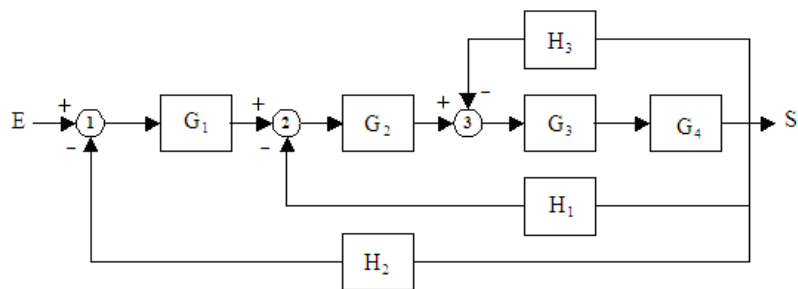 H₃
−
E + 1 G₁ + 2 G₂ + 3 G₃ G₄ S
− −
H₁
H₂